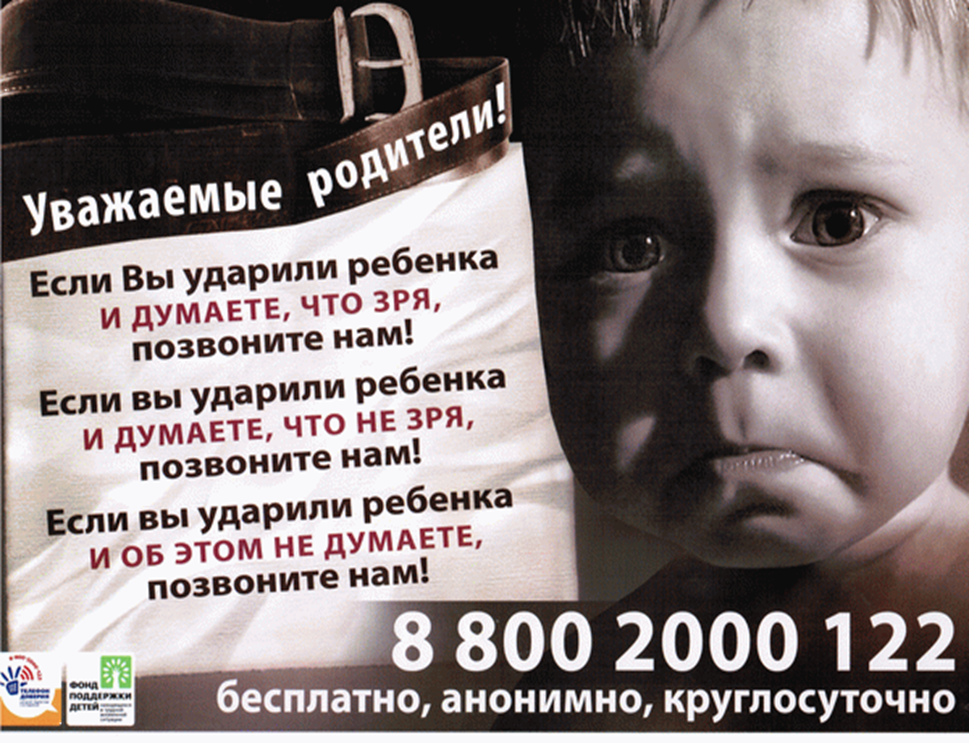 Уважаемые родители!
Если Вы ударили ребенка
И ДУМАЕТЕ, ЧТО ЗРЯ,
позвоните нам!
Если вы ударили ребенка
И ДУМАЕТЕ, ЧТО НЕ ЗРЯ,
позвоните нам!
Если вы ударили ребенка
И ОБ ЭТОМ НЕ ДУМАЕТЕ,
позвоните нам!
8 800 2000 122
бесплатно, анонимно, круглосуточно
ТЕЛЕФОН
ДОВЕРИЯ
ФОНД
ПОДДЕРЖКИ
ДЕТЕЙ